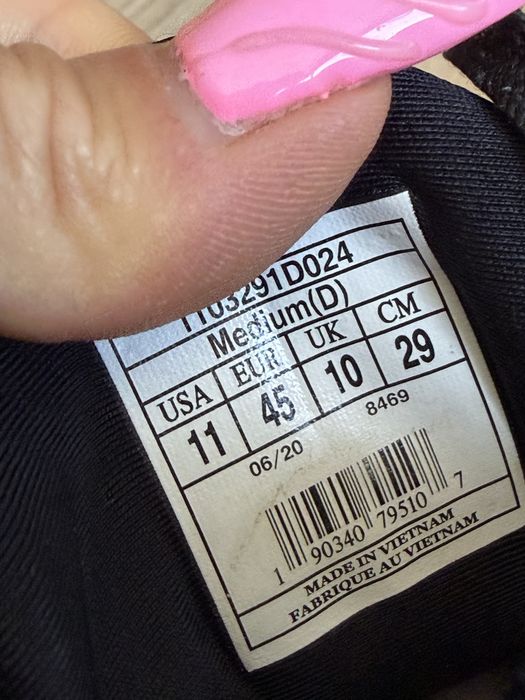 1103291D024
Medium(D)
USA EUR UK CM
11 45 10 29
06/20 8469
1 90340 79510 7
MADE IN VIETNAM
FABRIQUE AU VIETNAM